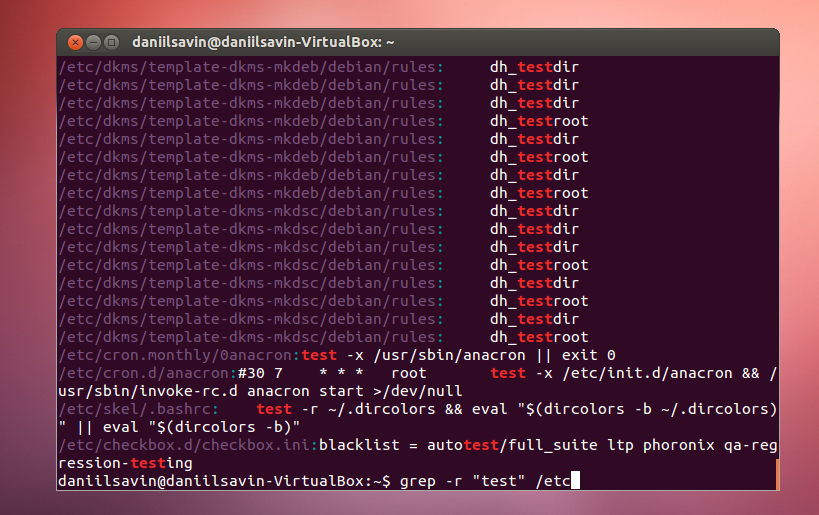 daniilsavin@daniilsavin-VirtualBox: ~
/etc/dkms/template-dkms-mkdeb/debian/rules:     dh_testdir
/etc/dkms/template-dkms-mkdeb/debian/rules:     dh_testdir
/etc/dkms/template-dkms-mkdeb/debian/rules:     dh_testdir
/etc/dkms/template-dkms-mkdeb/debian/rules:     dh_testroot
/etc/dkms/template-dkms-mkdeb/debian/rules:     dh_testdir
/etc/dkms/template-dkms-mkdeb/debian/rules:     dh_testroot
/etc/dkms/template-dkms-mkdeb/debian/rules:     dh_testdir
/etc/dkms/template-dkms-mkdeb/debian/rules:     dh_testroot
/etc/dkms/template-dkms-mkdsc/debian/rules:     dh_testdir
/etc/dkms/template-dkms-mkdsc/debian/rules:     dh_testdir
/etc/dkms/template-dkms-mkdsc/debian/rules:     dh_testdir
/etc/dkms/template-dkms-mkdsc/debian/rules:     dh_testroot
/etc/dkms/template-dkms-mkdsc/debian/rules:     dh_testdir
/etc/dkms/template-dkms-mkdsc/debian/rules:     dh_testroot
/etc/dkms/template-dkms-mkdsc/debian/rules:     dh_testdir
/etc/dkms/template-dkms-mkdsc/debian/rules:     dh_testroot
/etc/cron.monthly/0anacron:test -x /usr/sbin/anacron || exit 0
/etc/cron.d/anacron:#30 7    * * *   root       test -x /etc/init.d/anacron && /
usr/sbin/invoke-rc.d anacron start >/dev/null
/etc/skel/.bashrc:    test -r ~/.dircolors && eval "$(dircolors -b ~/.dircolors)
" || eval "$(dircolors -b)"
/etc/checkbox.d/checkbox.ini:blacklist = autotest/full_suite ltp phoronix qa-reg
ression-testing
daniilsavin@daniilsavin-VirtualBox:~$ grep -r "test" /etc